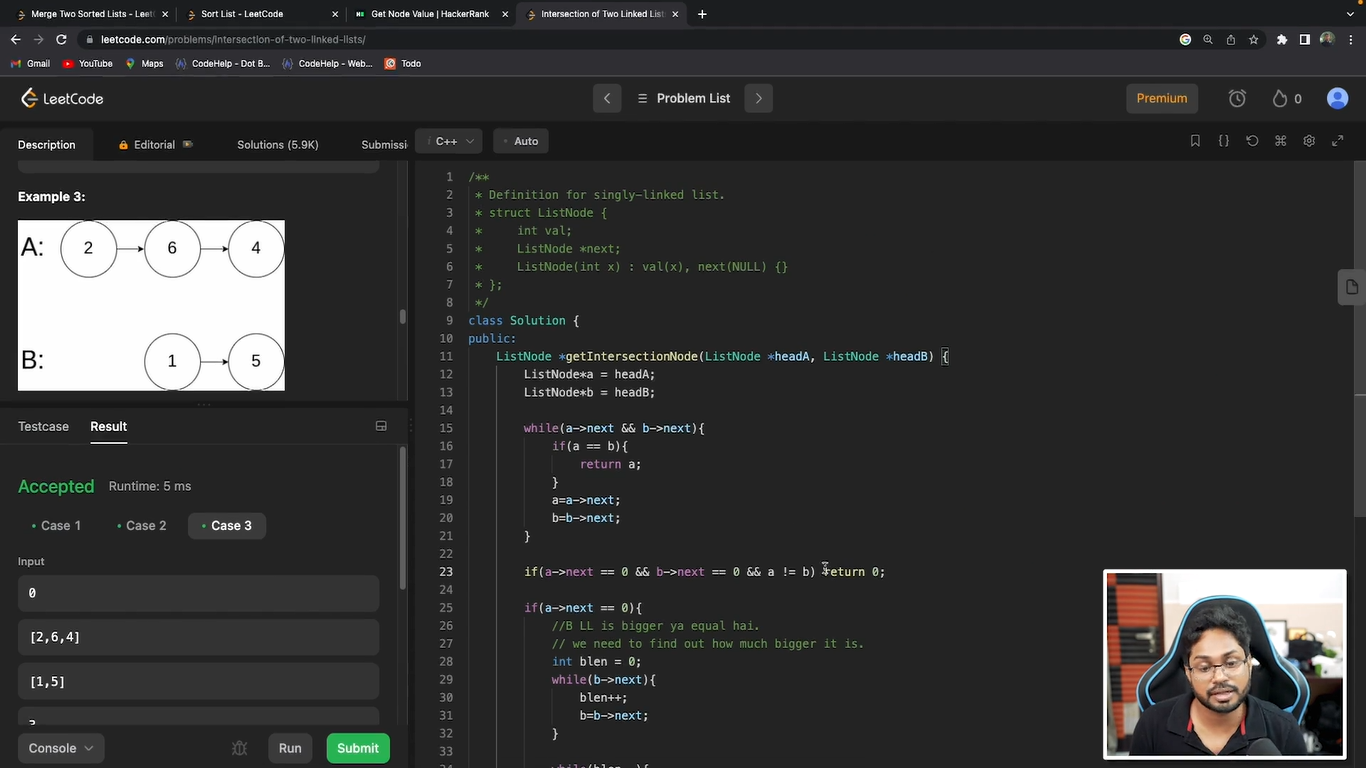 Merge Two Sorted Lists - Leet
Sort List - LeetCode
Get Node Value | HackerRank
Intersection of Two Linked List
leetcode.com/problems/intersection-of-two-linked-lists/
Gmail
YouTube
Maps
CodeHelp - Dot B...
CodeHelp - Web...
Todo
LeetCode
Problem List
Premium
0
Description
Editorial
Solutions (5.9K)
Submissi
C++
Auto
Example 3:
A: 2 6 4
B: 1 5
Testcase
Result
Accepted Runtime: 5 ms
• Case 1
• Case 2
• Case 3
Input
0
[2,6,4]
[1,5]
Console
Run
Submit
1 /**
2 * Definition for singly-linked list.
3 * struct ListNode {
4 *     int val;
5 *     ListNode *next;
6 *     ListNode(int x) : val(x), next(NULL) {}
7 * };
8 */
9 class Solution {
10 public:
11     ListNode *getIntersectionNode(ListNode *headA, ListNode *headB) {
12         ListNode*a = headA;
13         ListNode*b = headB;
14
15         while(a->next && b->next){
16             if(a == b){
17                 return a;
18             }
19             a=a->next;
20             b=b->next;
21         }
22
23         if(a->next == 0 && b->next == 0 && a != b) return 0;
24
25         if(a->next == 0){
26             //B LL is bigger ya equal hai.
27             // we need to find out how much bigger it is.
28             int blen = 0;
29             while(b->next){
30                 blen++;
31                 b=b->next;
32             }
33